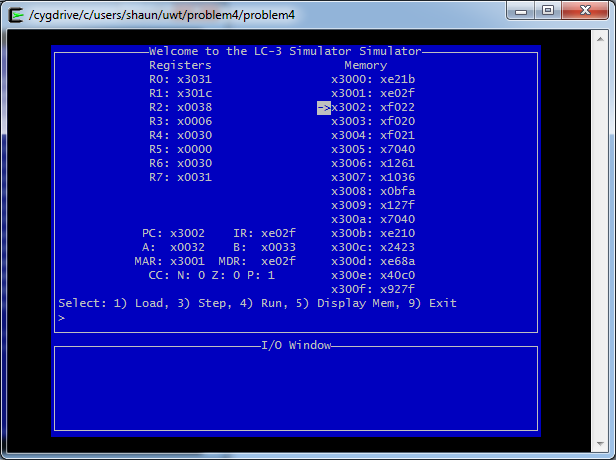 /cygdrive/c/users/shaun/uwt/problem4/problem4
Welcome to the LC-3 Simulator Simulator
Registers Memory
R0: x3031 x3000: xe21b
R1: x301c x3001: xe02f
R2: x0038 ->x3002: xf022
R3: x0006 x3003: xf020
R4: x0030 x3004: xf021
R5: x0000 x3005: x7040
R6: x0030 x3006: x1261
R7: x0031 x3007: x1036
x3008: x0bfa
x3009: x127f
x300a: x7040
PC: x3002 IR: xe02f x300b: xe210
A: x0032 B: x0033 x300c: x2423
MAR: x3001 MDR: xe02f x300d: xe68a
CC: N: 0 Z: 0 P: 1 x300e: x40c0
x300f: x927f
Select: 1) Load, 3) Step, 4) Run, 5) Display Mem, 9) Exit
>
I/O Window